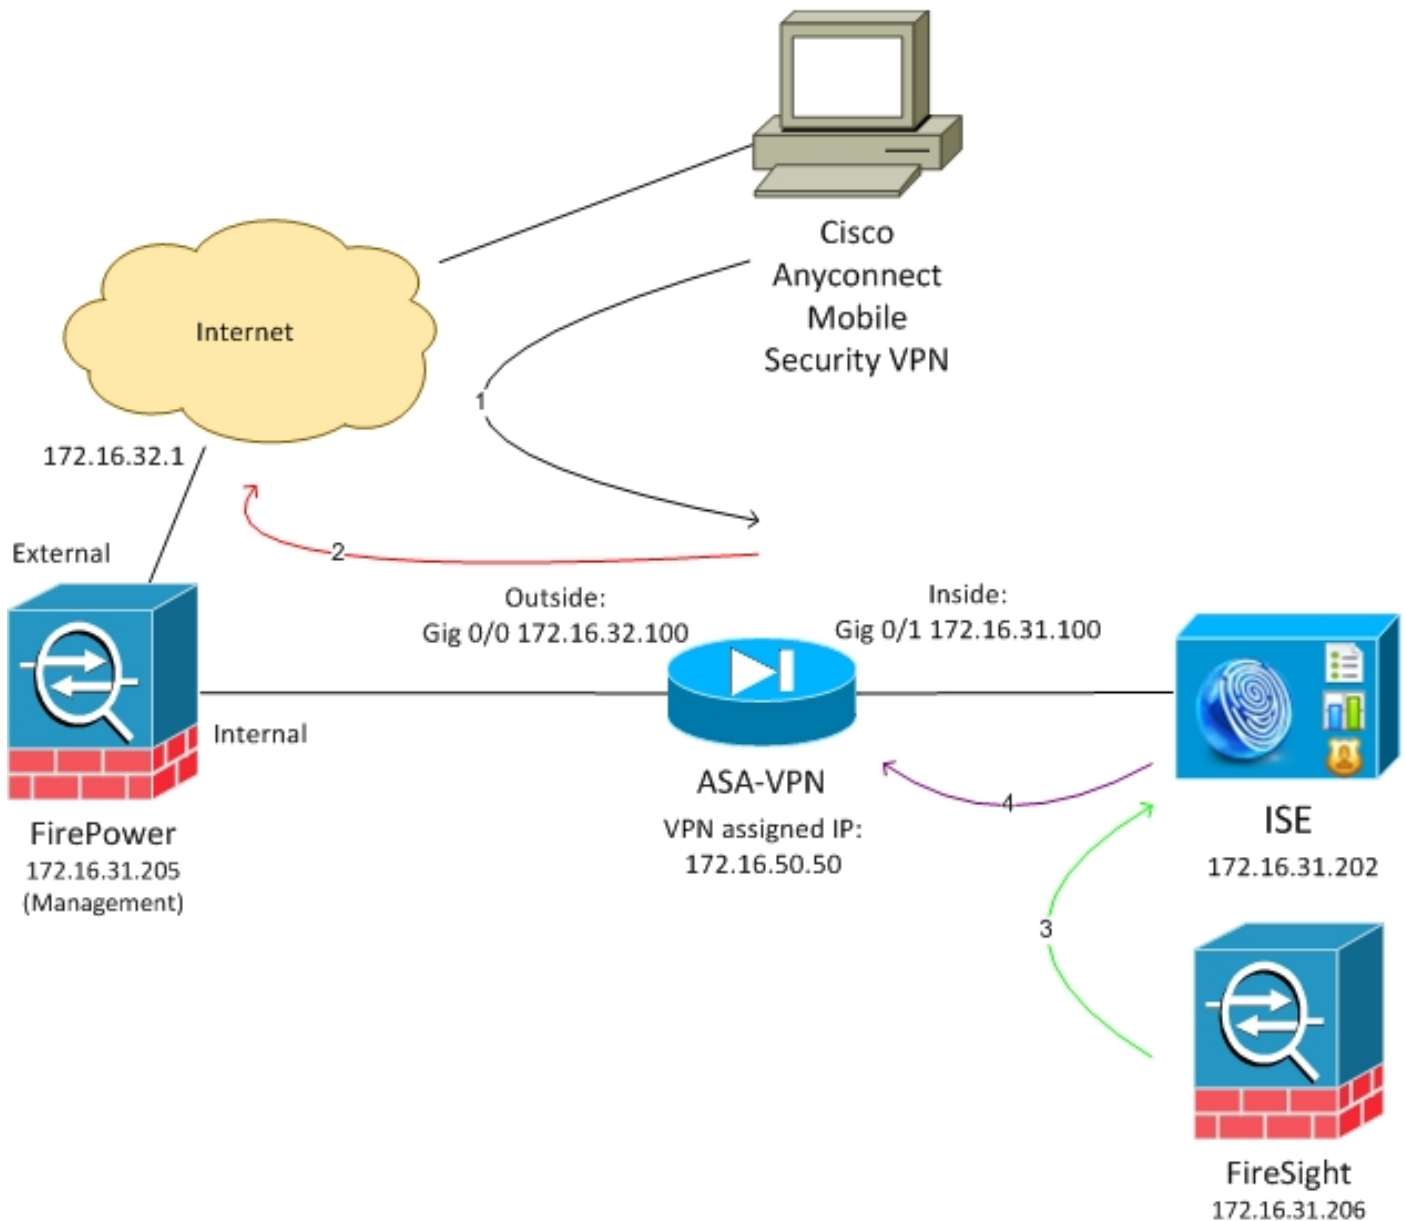 Cisco
Anyconnect
Mobile
Security VPN
Internet
1
172.16.32.1
2
External
Outside:
Gig 0/0 172.16.32.100
Inside:
Gig 0/1 172.16.31.100
Internal
ASA-VPN
VPN assigned IP:
172.16.50.50
4
FirePower
172.16.31.205
(Management)
ISE
172.16.31.202
3
FireSight
172.16.31.206